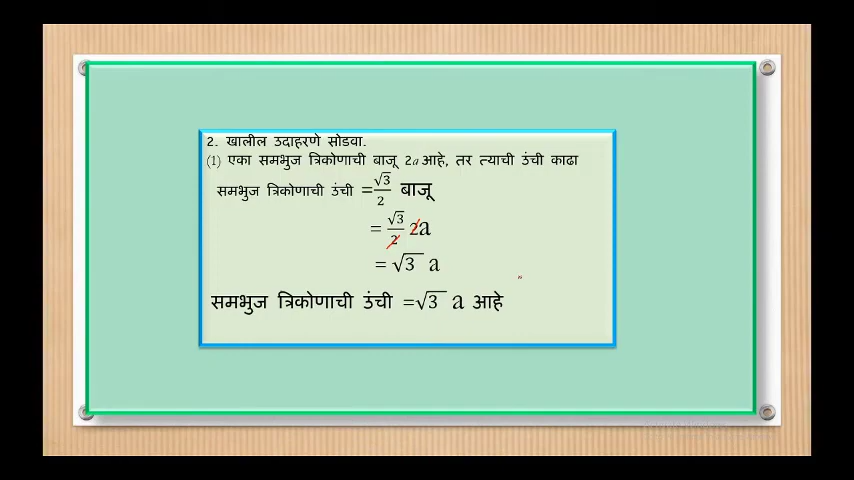 2. खालील उदाहरणे सोडवा.
(1) एका समभुज त्रिकोणाची बाजू 2a आहे, तर त्याची उंची काढा
समभुज त्रिकोणाची उंची = √3/2 बाजू
= √3/2 2a
= √3 a
समभुज त्रिकोणाची उंची =√3 a आहे